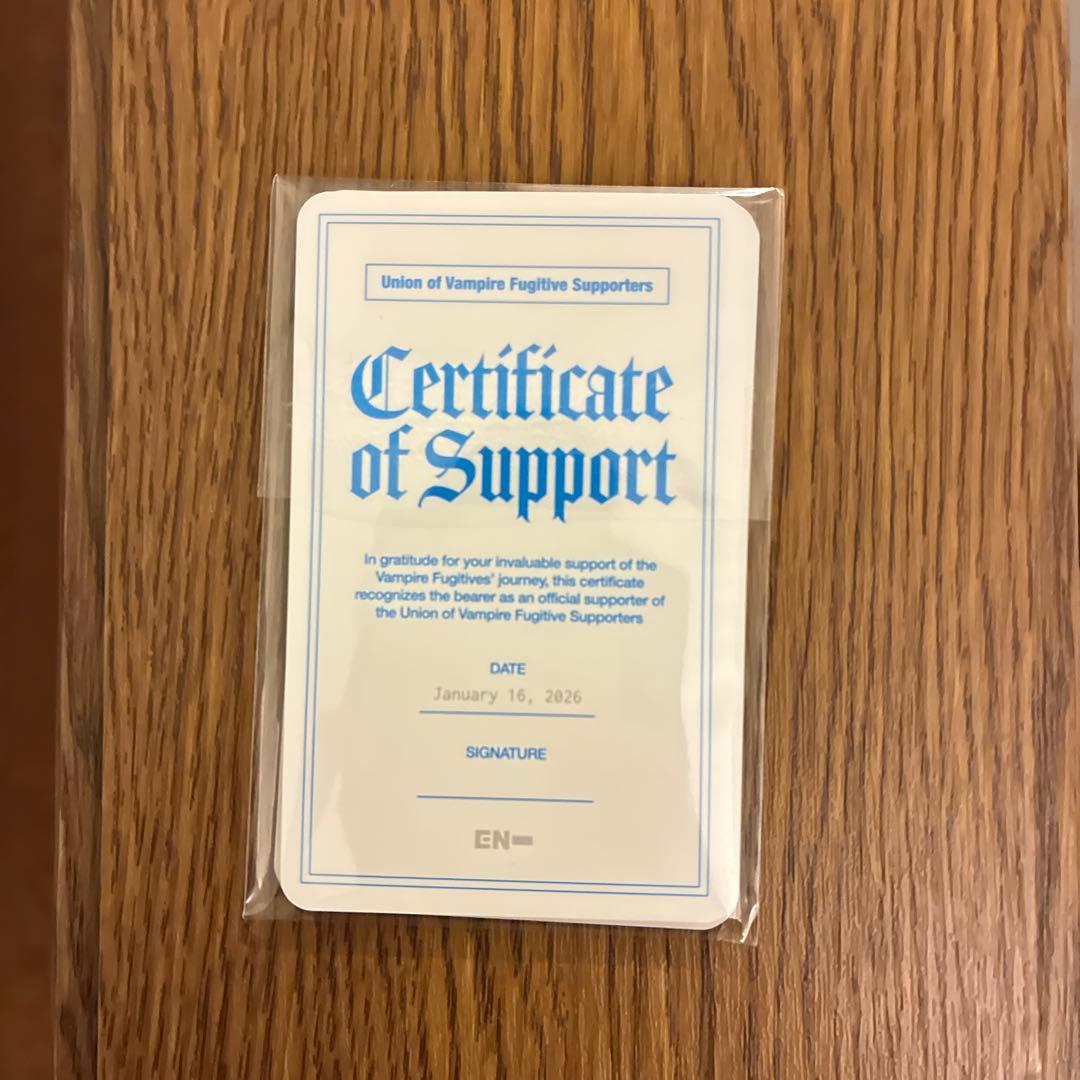 Union of Vampire Fugitive Supporters
Certificate
of Support
In gratitude for your invaluable support of the
Vampire Fugitives' journey, this certificate
recognizes the bearer as an official supporter of
the Union of Vampire Fugitive Supporters
DATE
January 16, 2026
SIGNATURE
EN-